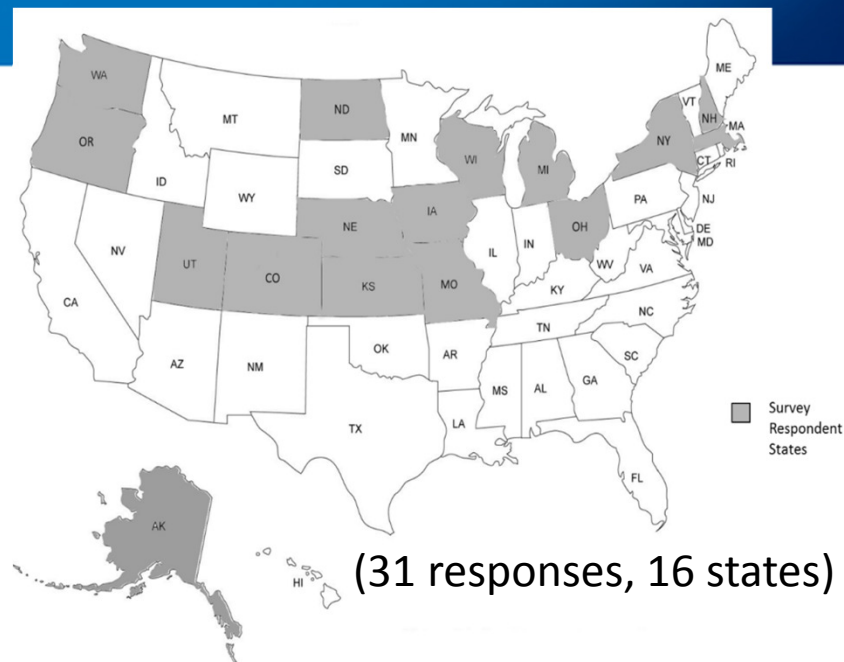 ME
WA
VT
ND
MT
NH
MN
MA
OR
NY
WI
SD
CT
RI
MI
ID
WY
PA
NJ
IA
NE
OH
DE
MD
IL
IN
NV
WV
UT
VA
CO
KS
MO
KY
CA
NC
TN
OK
AR
SC
AZ
NM
MS
AL
GA
Survey
Respondent
States
LA
TX
FL
AK
HI
(31 responses, 16 states)